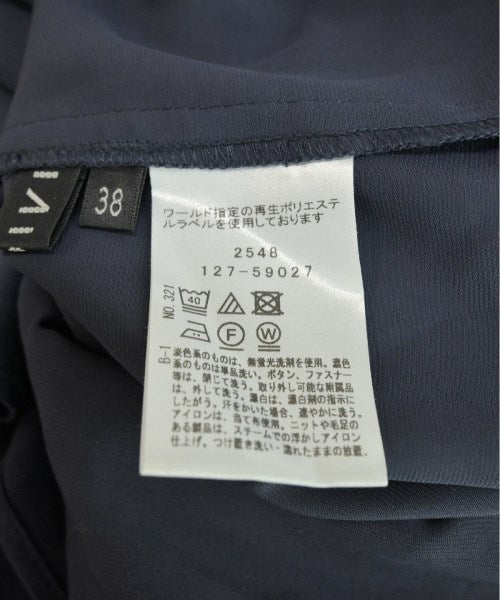 38
ワールド指定の再生ポリエステ
ルラベルを使用しております
2548
127-59027
B-1 NO.321
40
F
W
淡色系のものは、無蛍光洗剤を使用。濃色
系のものは単品洗い。ボタン、ファスナー
等は、閉じて洗う。取り外し可能な附属品
は、外して洗う。漂白は、漂白剤の指示に
したがう。汗をかいた場合、速やかに洗う。
アイロンは、当て布使用。ニットや毛足の
ある製品は、スチームでの浮かしアイロン
仕上げ。つけ置き洗い・濡れたままの放置、